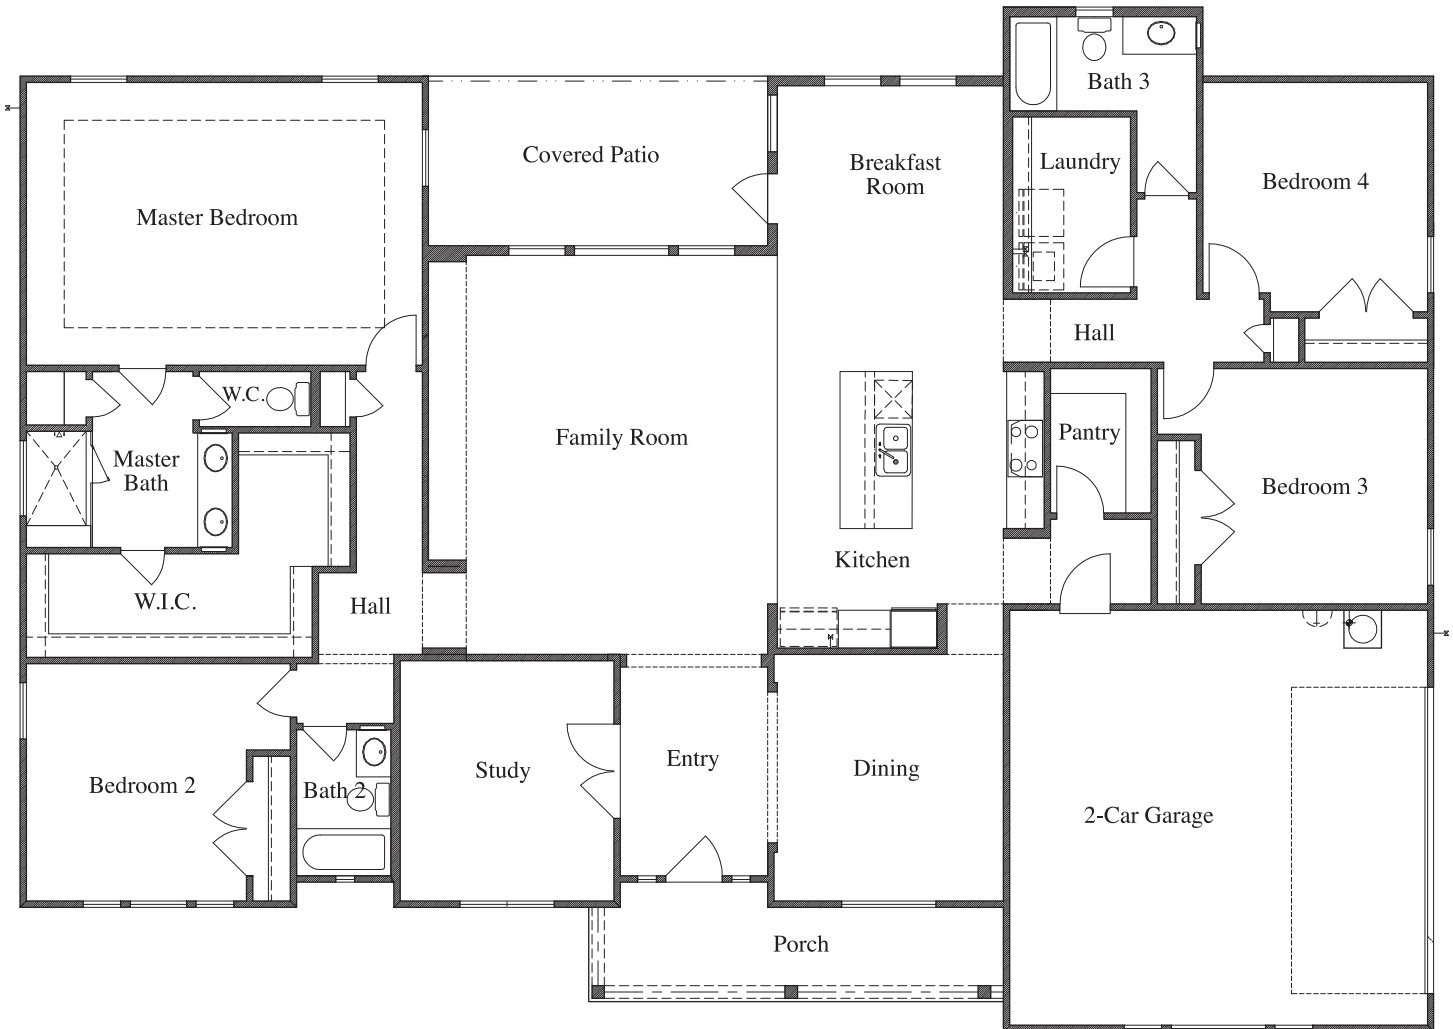 Bath 3
Covered Patio
Breakfast
Room
Laundry
Bedroom 4
Master Bedroom
Hall
W.C.
Family Room
Pantry
Master
Bath
Bedroom 3
Kitchen
W.I.C.
Hall
Entry
Dining
Study
Bedroom 2
Bath 2
2-Car Garage
Porch